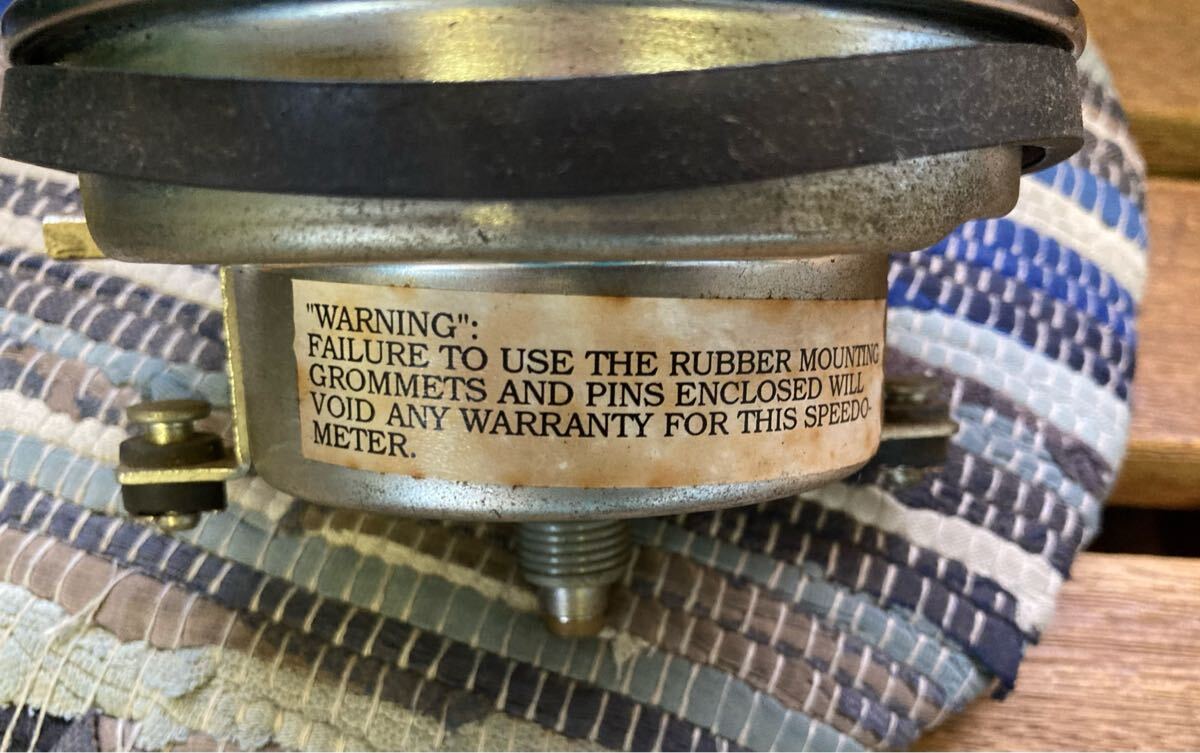 "WARNING":
FAILURE TO USE THE RUBBER MOUNTING
GROMMETS AND PINS ENCLOSED WILL
VOID ANY WARRANTY FOR THIS SPEEDO-
METER.